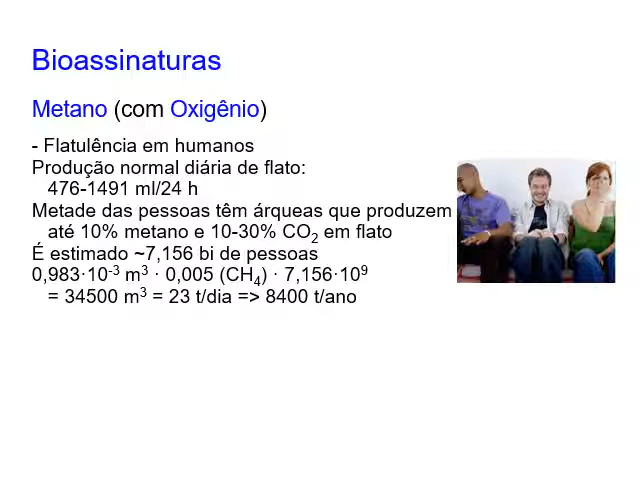 Bioassinaturas
Metano (com Oxigênio)
- Flatulência em humanos
Produção normal diária de flato:
476-1491 ml/24 h
Metade das pessoas têm árqueas que produzem
até 10% metano e 10-30% CO₂ em flato
É estimado ~7,156 bi de pessoas
0,983·10⁻³ m³ · 0,005 (CH₄) · 7,156·10⁹
= 34500 m³ = 23 t/dia => 8400 t/ano